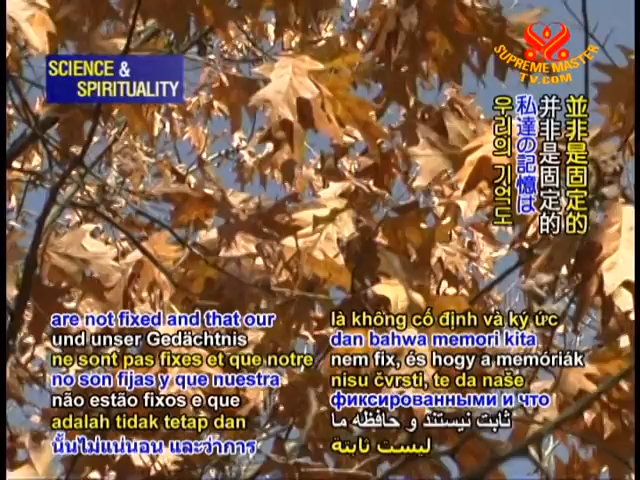 SCIENCE &
SPIRITUALITY
SUPREME MASTER
TV.COM
並非是固定的
并非是固定的
私達の記憶は
우리의 기억도
are not fixed and that our
und unser Gedächtnis
ne sont pas fixes et que notre
no son fijas y que nuestra
não estão fixos e que
adalah tidak tetap dan
นั้นไม่แน่นอน และว่าการ
là không cố định và ký ức
dan bahwa memori kita
nem fix, és hogy a memóriák
nisu čvrsti, te da naše
фиксированными и что
ثابت نیستند و حافظه ما
ليست ثابتة